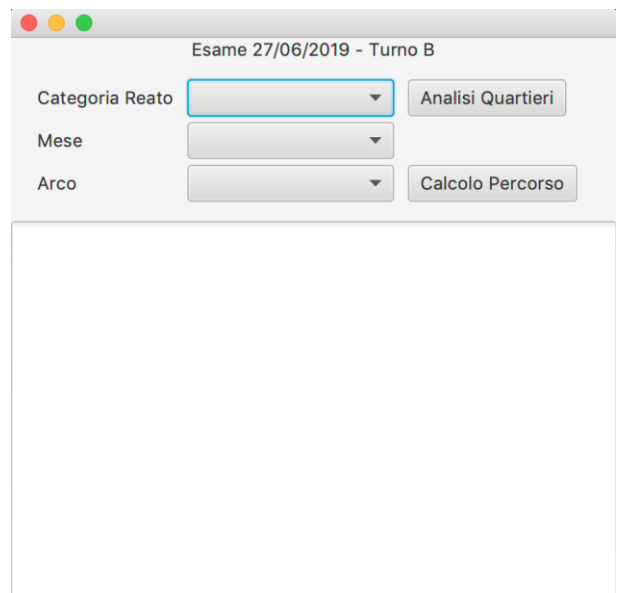 Esame 27/06/2019 - Turno B
Categoria Reato Analisi Quartieri
Mese
Arco Calcolo Percorso